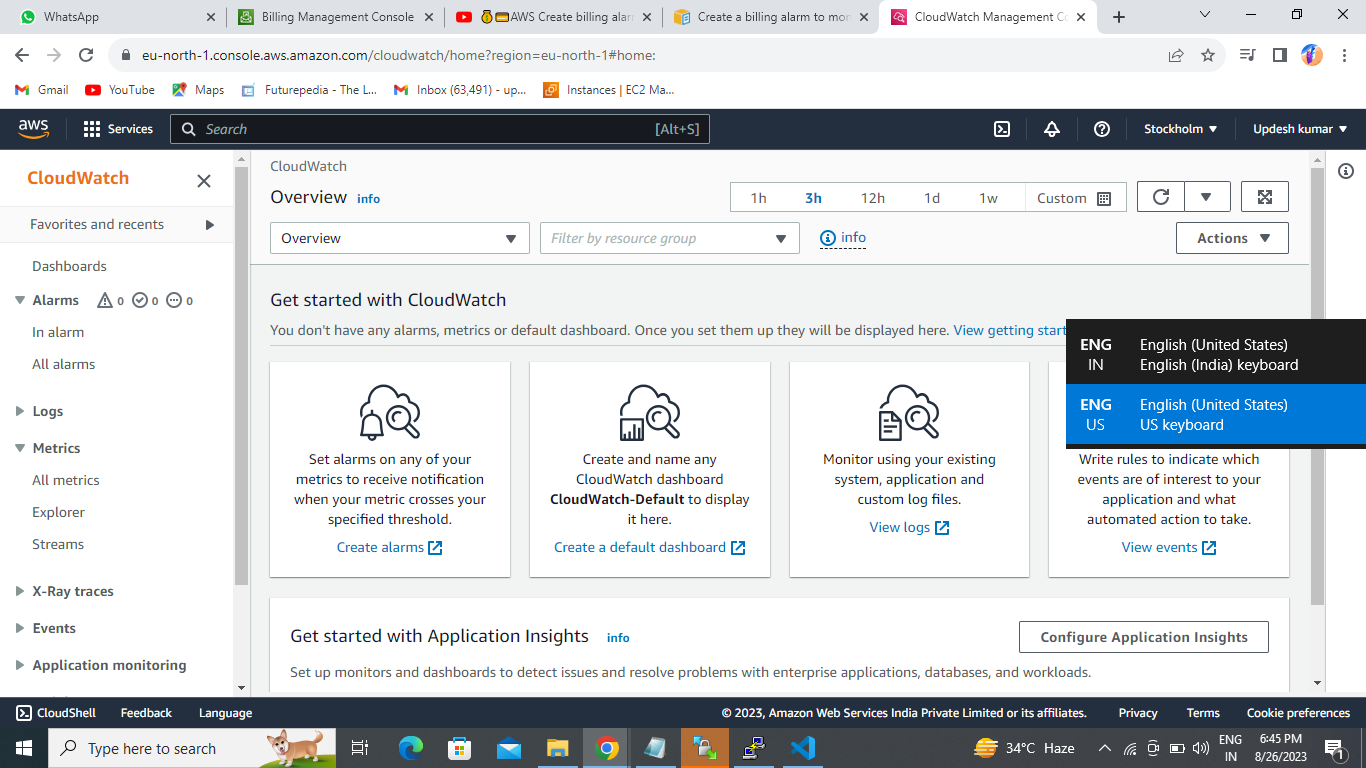 WhatsApp
Billing Management Console
AWS Create billing alar
Create a billing alarm to mon
CloudWatch Management Co
eu-north-1.console.aws.amazon.com/cloudwatch/home?region=eu-north-1#home:
Gmail
YouTube
Maps
Futurepedia - The L...
Inbox (63,491) - up...
Instances | EC2 Ma...
aws
Services
Search
[Alt+S]
Stockholm
Updesh kumar
CloudWatch
Favorites and recents
Dashboards
Alarms 0 0 0
In alarm
All alarms
Logs
Metrics
All metrics
Explorer
Streams
X-Ray traces
Events
Application monitoring
CloudWatch
Overview info
1h 3h 12h 1d 1w Custom
Overview
Filter by resource group
info
Actions
Get started with CloudWatch
You don't have any alarms, metrics or default dashboard. Once you set them up they will be displayed here. View getting start
Set alarms on any of your
metrics to receive notification
when your metric crosses your
specified threshold.
Create alarms
Create and name any
CloudWatch dashboard
CloudWatch-Default to display
it here.
Create a default dashboard
Monitor using your existing
system, application and
custom log files.
View logs
Write rules to indicate which
events are of interest to your
application and what
automated action to take.
View events
ENG English (United States)
IN English (India) keyboard
ENG English (United States)
US US keyboard
Get started with Application Insights info
Configure Application Insights
Set up monitors and dashboards to detect issues and resolve problems with enterprise applications, databases, and workloads.
CloudShell
Feedback
Language
© 2023, Amazon Web Services India Private Limited or its affiliates.
Privacy
Terms
Cookie preferences
Type here to search
34°C Haze
ENG
IN
6:45 PM
8/26/2023
1